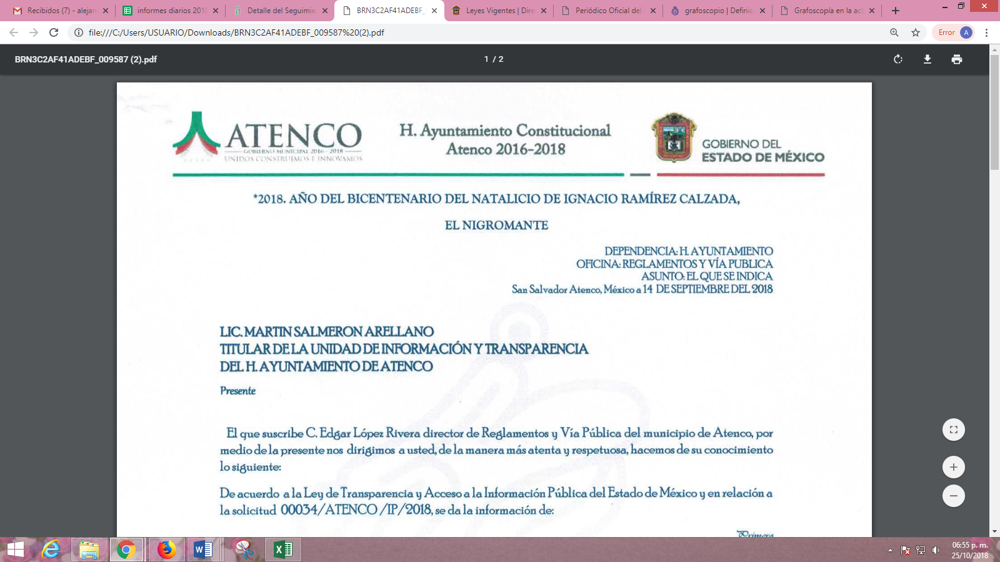 Recibidos (7) - alejan
informes diarios 2018
Detalle del Seguimie
BRN3C2AF41ADEBF_
Leyes Vigentes | Dire
Periódico Oficial del
grafoscopio | Definic
Grafoscopía en la act
file:///C:/Users/USUARIO/Downloads/BRN3C2AF41ADEBF_009587%20(2).pdf
Error A
BRN3C2AF41ADEBF_009587 (2).pdf
1 / 2
ATENCO
GOBIERNO MUNICIPAL 2016 - 2018
UNIDOS CONSTRUIMOS E INNOVAMOS
H. Ayuntamiento Constitucional
Atenco 2016-2018
GOBIERNO DEL
ESTADO DE MÉXICO
*2018. AÑO DEL BICENTENARIO DEL NATALICIO DE IGNACIO RAMÍREZ CALZADA,
EL NIGROMANTE
DEPENDENCIA: H. AYUNTAMIENTO
OFICINA: REGLAMENTOS Y VÍA PUBLICA
ASUNTO: EL QUE SE INDICA
San Salvador Atenco, México a 14 DE SEPTIEMBRE DEL 2018
LIC. MARTIN SALMERON ARELLANO
TITULAR DE LA UNIDAD DE INFORMACIÓN Y TRANSPARENCIA
DEL H. AYUNTAMIENTO DE ATENCO
Presente
El que suscribe C. Edgar López Rivera director de Reglamentos y Vía Pública del municipio de Atenco, por
medio de la presente nos dirigimos a usted, de la manera más atenta y respetuosa, hacemos de su conocimiento
lo siguiente:
De acuerdo a la Ley de Transparencia y Acceso a la Información Pública del Estado de México y en relación a
la solicitud 00034/ATENCO /IP/2018, se da la información de:
Primero
06:55 p. m.
25/10/2018